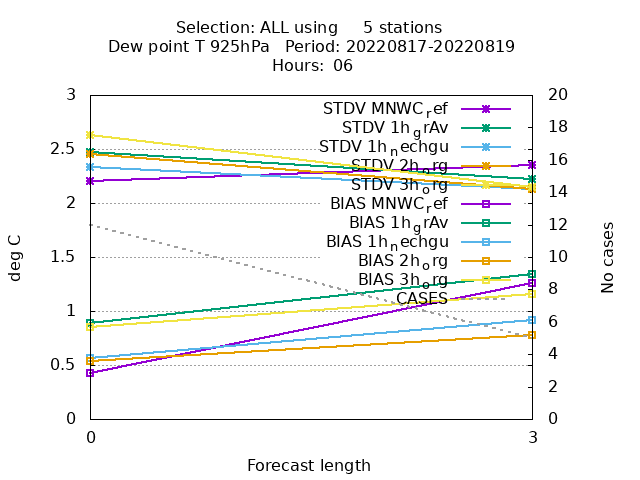 Selection: ALL using 5 stations
Dew point T 925hPa Period: 20220817-20220819
Hours: 06
3
2.5
2
1.5
1
0.5
0
20
18
16
14
12
10
8
6
4
2
0
deg C
No cases
STDV MNWC_ref
STDV 1h_grAv
STDV 1h_nechgu
STDV 2h_org
STDV 3h_org
BIAS MNWC_ref
BIAS 1h_grAv
BIAS 1h_nechgu
BIAS 2h_org
BIAS 3h_org
CASES
0 3
Forecast length